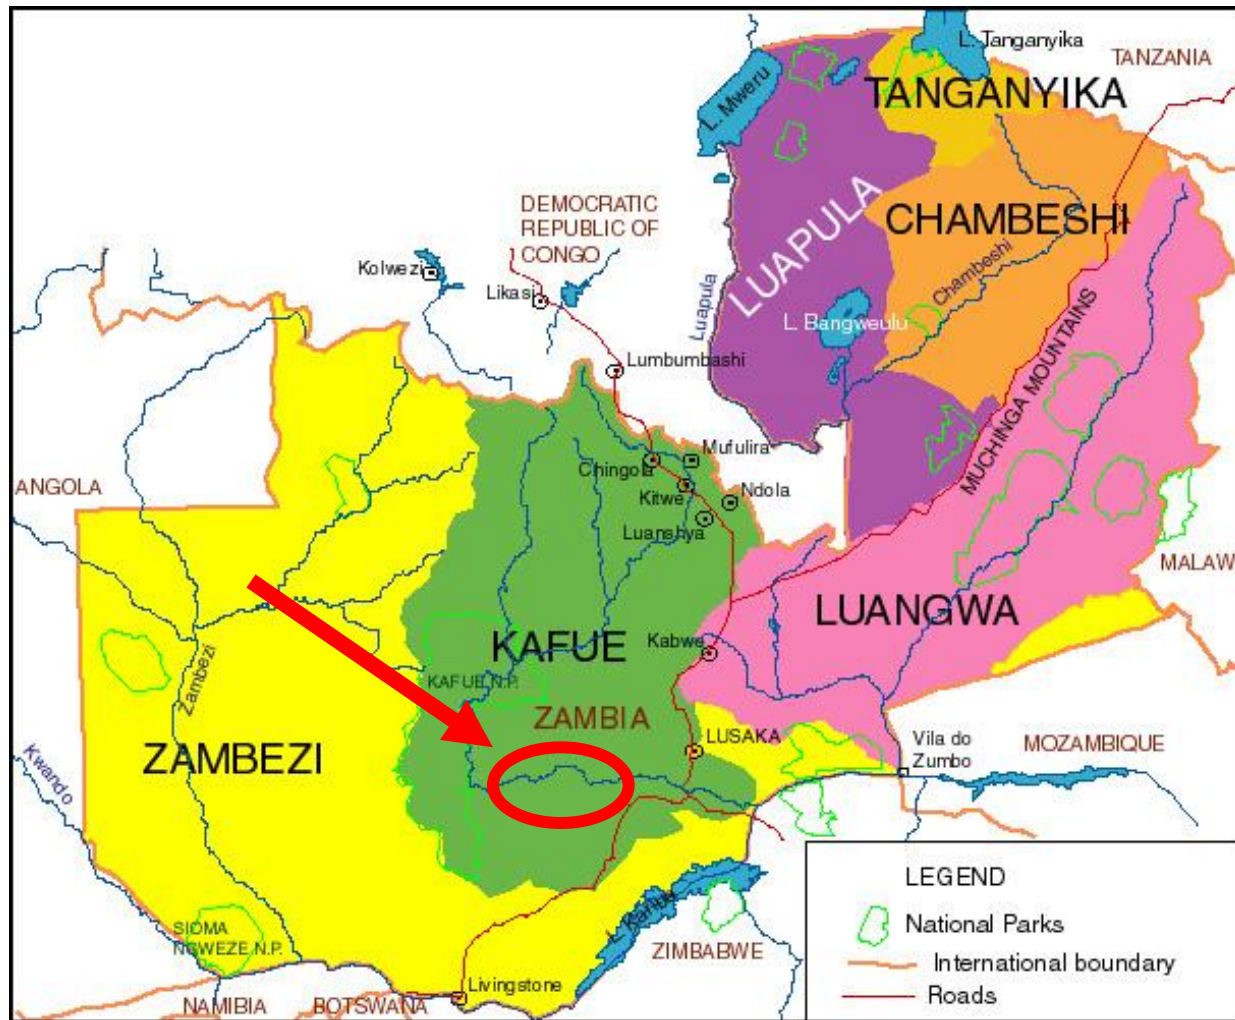 L. Tanganyika
TANZANIA
L. Mweru
TANGANYIKA
DEMOCRATIC
REPUBLIC OF
CONGO
LUAPULA
CHAMBESHI
Kolwezi
Likasi
Luapula
Chambeshi
L. Bangweulu
Lumbumbashi
MUCHINGA MOUNTAINS
Mufulira
Chingola
ANGOLA
Kitwe
Ndola
Luanshya
MALAW
LUANGWA
KAFUE
Kabwe
Zambezi
KAFUE N.P.
ZAMBIA
LUSAKA
Vila do
Zumbo
MOZAMBIQUE
ZAMBEZI
Kwando
LEGEND
National Parks
International boundary
Roads
L. Kariba
SIOMA
NGWEZE N.P.
ZIMBABWE
Livingstone
NAMIBIA
BOTSWANA